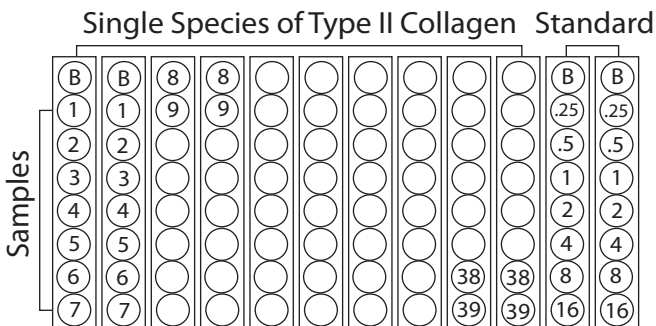 Single Species of Type II Collagen Standard
B B 8 8 B B
1 1 9 9 .25 .25
2 2 .5 .5
3 3 1 1
4 4 2 2
5 5 4 4
6 6 38 38 8 8
7 7 39 39 16 16
Samples